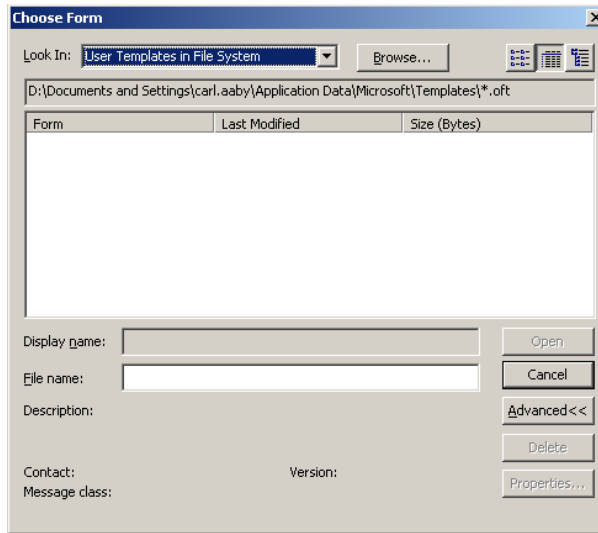 Choose Form
Look In: User Templates in File System Browse...
D:\Documents and Settings\carl.aaby\Application Data\Microsoft\Templates\*.oft
Form Last Modified Size (Bytes)
Display name: Open
File name: Cancel
Description: Advanced<<
Delete
Contact: Version: Properties...
Message class: